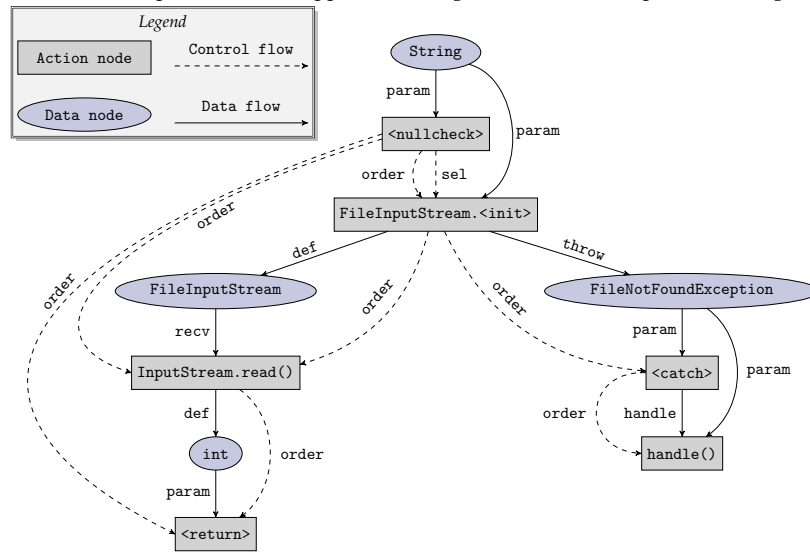 Legend
Action node
Control flow
Data node
Data flow
String
param
param
<nullcheck>
order
sel
order
order
FileInputStream.<init>
def
throw
FileInputStream
order
order
FileNotFoundException
recv
param
param
InputStream.read()
<catch>
def
order
handle
int
order
handle()
param
<return>